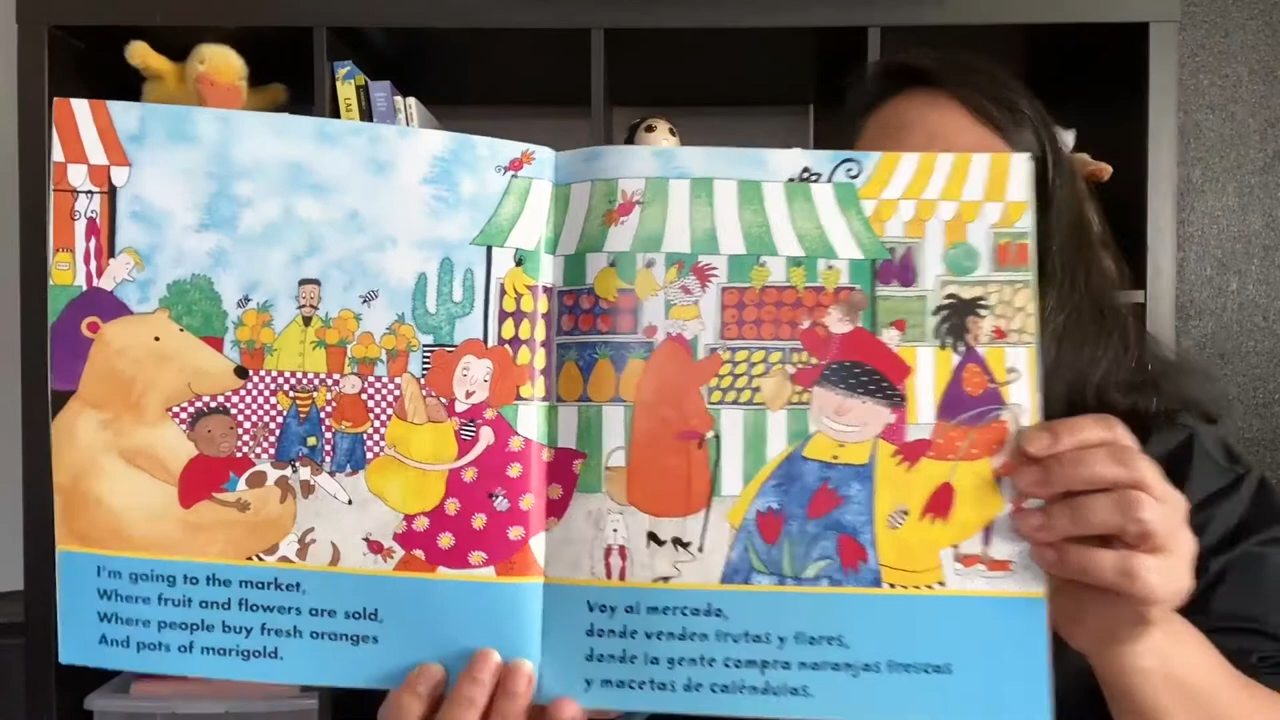 LAS
I'm going to the market,
Where fruit and flowers are sold,
Where people buy fresh oranges
And pots of marigold.
Voy al mercado,
donde venden frutas y flores,
donde la gente compra naranjas frescas
y macetas de caléndulas.